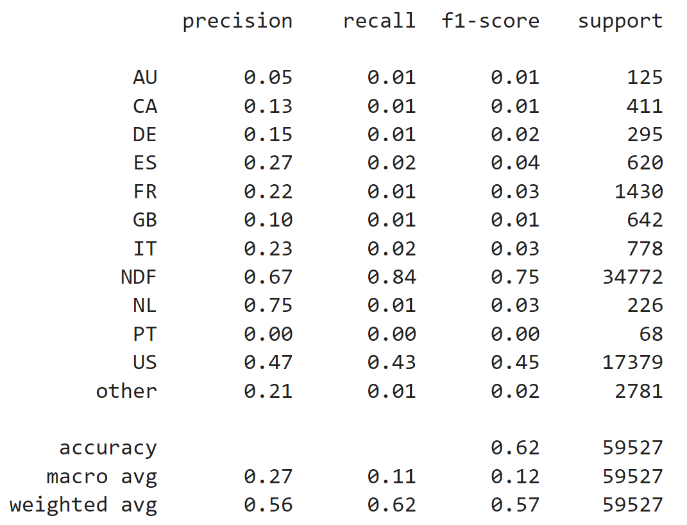 precision recall f1-score support
AU 0.05 0.01 0.01 125
CA 0.13 0.01 0.01 411
DE 0.15 0.01 0.02 295
ES 0.27 0.02 0.04 620
FR 0.22 0.01 0.03 1430
GB 0.10 0.01 0.01 642
IT 0.23 0.02 0.03 778
NDF 0.67 0.84 0.75 34772
NL 0.75 0.01 0.03 226
PT 0.00 0.00 0.00 68
US 0.47 0.43 0.45 17379
other 0.21 0.01 0.02 2781
accuracy 0.62 59527
macro avg 0.27 0.11 0.12 59527
weighted avg 0.56 0.62 0.57 59527